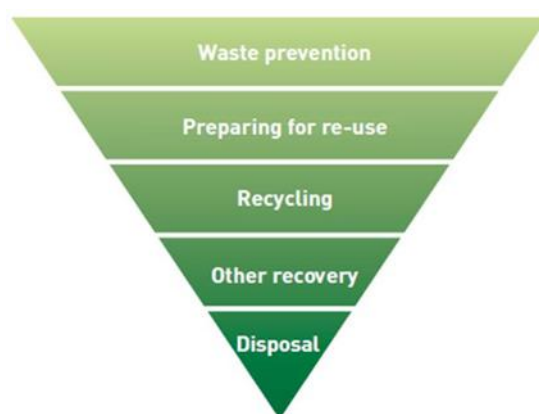 Waste prevention
Preparing for re-use
Recycling
Other recovery
Disposal